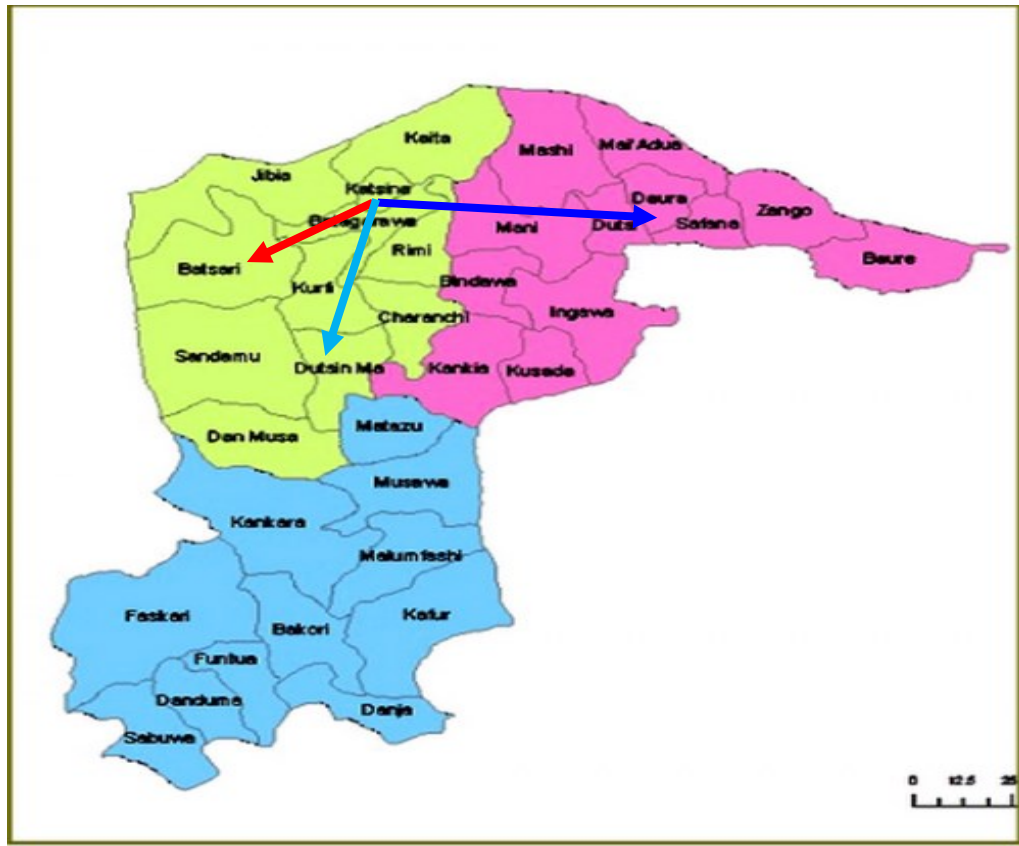 Kaita
Mashi
Mai'Adua
Jibia
Katsina
Daura
Zango
Batagarawa
Mani
Dutsi
Safana
Rimi
Baure
Batsari
Kurfi
Bindawa
Charanchi
Ingawa
Sandamu
Dutsin Ma
Kankia
Kusada
Matazu
Dan Musa
Musawa
Kankara
Malumfashi
Faskari
Bakori
Kafur
Funtua
Danduma
Danja
Sabuwa
0 12.5 25